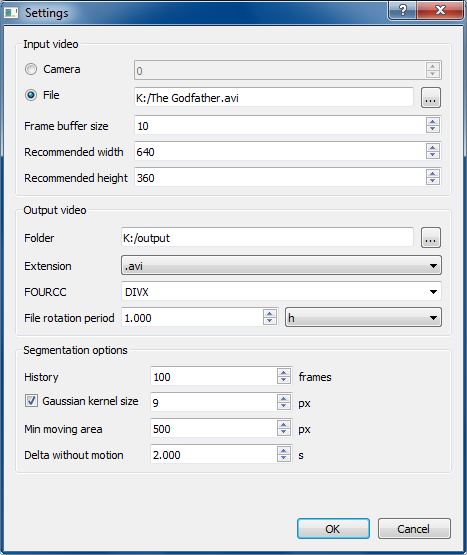 Settings
Input video
Camera 0
File K:/The Godfather.avi ...
Frame buffer size 10
Recommended width 640
Recommended height 360
Output video
Folder K:/output ...
Extension .avi
FOURCC DIVX
File rotation period 1.000 h
Segmentation options
History 100 frames
Gaussian kernel size 9 px
Min moving area 500 px
Delta without motion 2.000 s
OK Cancel